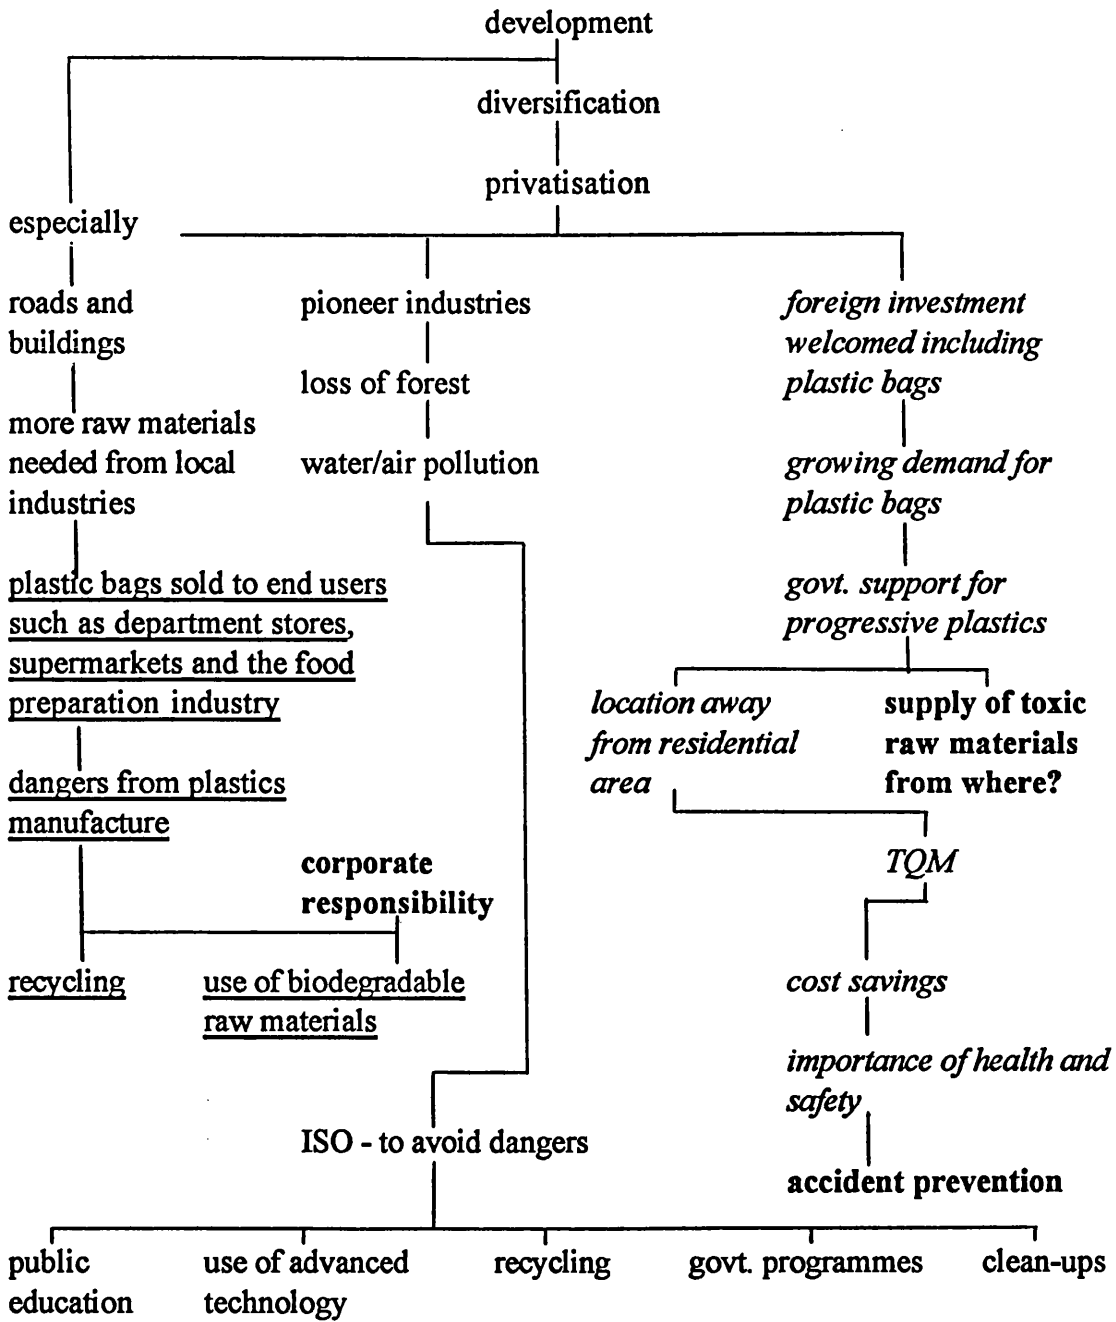 development
diversification
privatisation
especially
roads and
buildings
more raw materials
needed from local
industries
plastic bags sold to end users
such as department stores,
supermarkets and the food
preparation industry
dangers from plastics
manufacture
recycling
corporate
responsibility
use of biodegradable
raw materials
pioneer industries
loss of forest
water/air pollution
ISO - to avoid dangers
foreign investment
welcomed including
plastic bags
growing demand for
plastic bags
govt. support for
progressive plastics
location away
from residential
area
supply of toxic
raw materials
from where?
TQM
cost savings
importance of health and
safety
accident prevention
public
education
use of advanced
technology
recycling
govt. programmes
clean-ups